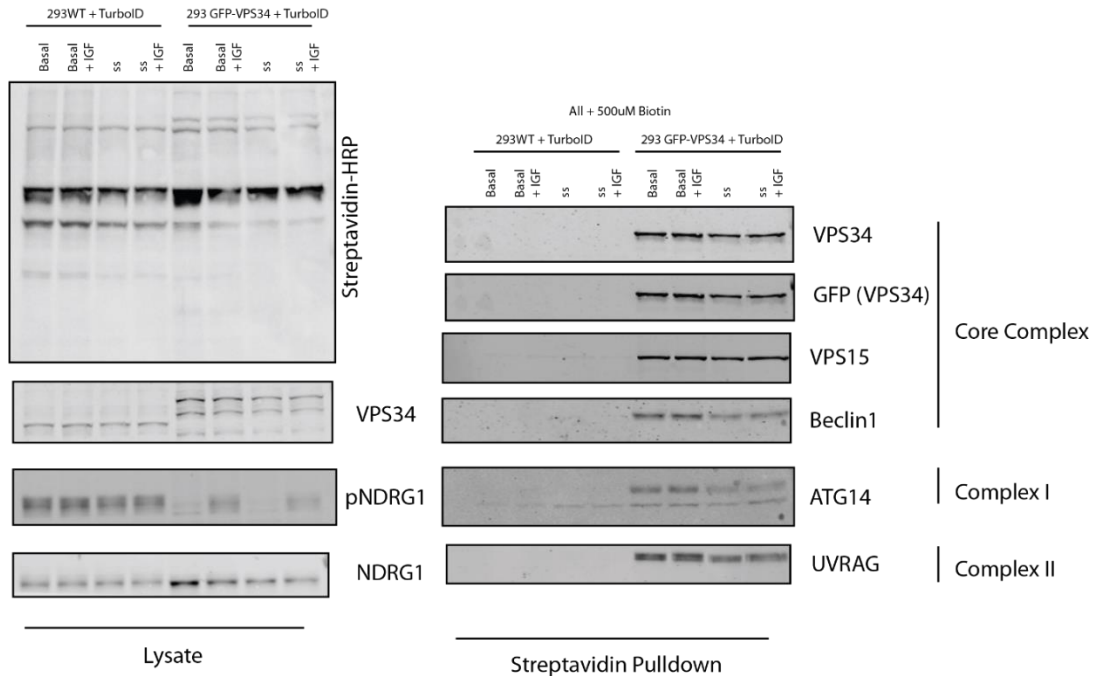 293WT + TurboID 293 GFP-VPS34 + TurboID
Basal
Basal
+ IGF
ss
ss
+ IGF
Basal
Basal
+ IGF
ss
ss
+ IGF
Streptavidin-HRP
VPS34
pNDRG1
NDRG1
Lysate
All + 500uM Biotin
293WT + TurboID 293 GFP-VPS34 + TurboID
Basal
Basal
+ IGF
ss
ss
+ IGF
Basal
Basal
+ IGF
ss
ss
+ IGF
VPS34
GFP (VPS34)
VPS15
Beclin1
Core Complex
ATG14
Complex I
UVRAG
Complex II
Streptavidin Pulldown